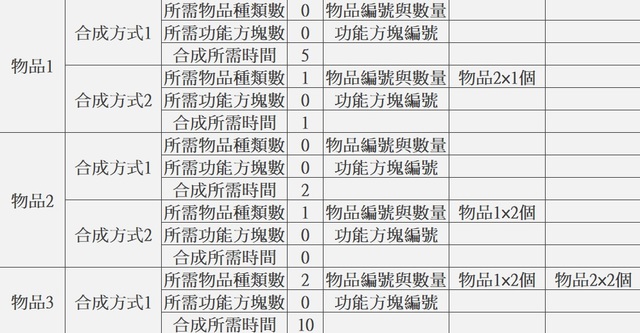 所需物品種類數 0 物品編號與數量
物品1 合成方式1 所需功能方塊數 0 功能方塊編號
合成所需時間 5
所需物品種類數 1 物品編號與數量 物品2×1個
合成方式2 所需功能方塊數 0 功能方塊編號
合成所需時間 1
所需物品種類數 0 物品編號與數量
物品2 合成方式1 所需功能方塊數 0 功能方塊編號
合成所需時間 2
所需物品種類數 1 物品編號與數量 物品1×2個
合成方式2 所需功能方塊數 0 功能方塊編號
合成所需時間 0
所需物品種類數 2 物品編號與數量 物品1×2個 物品2×2個
物品3 合成方式1 所需功能方塊數 0 功能方塊編號
合成所需時間 10